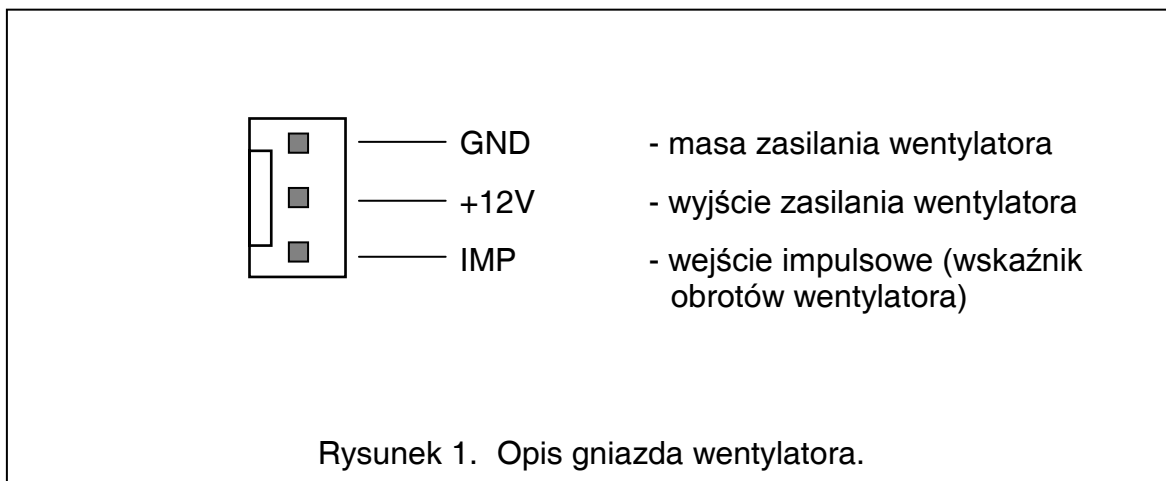 GND - masa zasilania wentylatora
+12V - wyjście zasilania wentylatora
IMP - wejście impulsowe (wskaźnik
obrotów wentylatora)
Rysunek 1. Opis gniazda wentylatora.